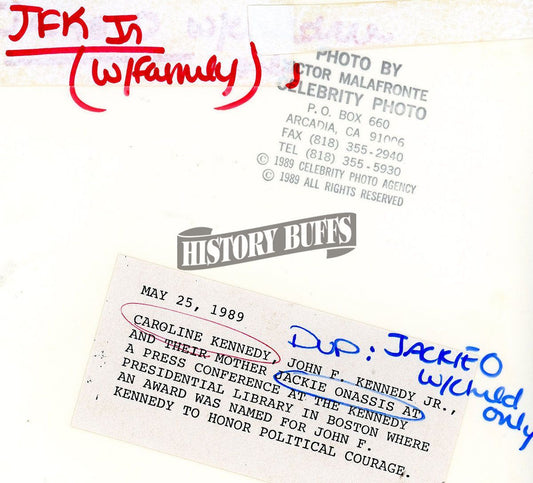 JFK Jr
(w/family)
PHOTO BY
VICTOR MALAFRONTE
CELEBRITY PHOTO
P. O. BOX 660
ARCADIA, CA 91006
FAX (818) 355-2940
TEL (818) 355-5930
© 1989 CELEBRITY PHOTO AGENCY
© 1989 ALL RIGHTS RESERVED
HISTORY BUFFS
MAY 25, 1989
CAROLINE KENNEDY, JOHN F. KENNEDY JR.,
AND THEIR MOTHER JACKIE ONASSIS AT
A PRESS CONFERENCE AT THE KENNEDY
PRESIDENTIAL LIBRARY IN BOSTON WHERE
AN AWARD WAS NAMED FOR JOHN F.
KENNEDY TO HONOR POLITICAL COURAGE.
DUP: JACKIE O
w/child
only